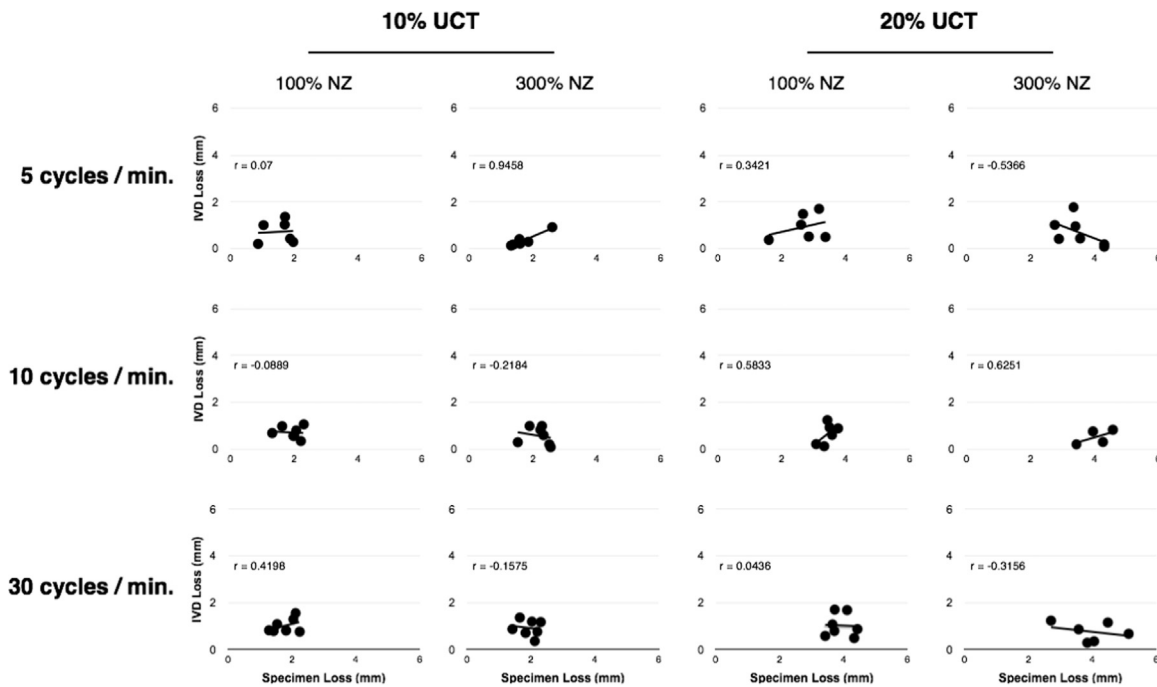 10% UCT 20% UCT
100% NZ 300% NZ 100% NZ 300% NZ
5 cycles / min.
IVD Loss (mm)
6 6 6 6
4 4 4 4
r = 0.07 r = 0.9458 r = 0.3421 r = -0.5366
2 2 2 2
0 0 0 0
0 2 4 6 0 2 4 6 0 2 4 6 0 2 4 6
10 cycles / min.
IVD Loss (mm)
6 6 6 6
4 4 4 4
r = -0.0889 r = -0.2184 r = 0.5833 r = 0.6251
2 2 2 2
0 0 0 0
0 2 4 6 0 2 4 6 0 2 4 6 0 2 4 6
30 cycles / min.
IVD Loss (mm)
6 6 6 6
4 4 4 4
r = 0.4198 r = -0.1575 r = 0.0436 r = -0.3156
2 2 2 2
0 0 0 0
0 2 4 6 0 2 4 6 0 2 4 6 0 2 4 6
Specimen Loss (mm) Specimen Loss (mm) Specimen Loss (mm) Specimen Loss (mm)